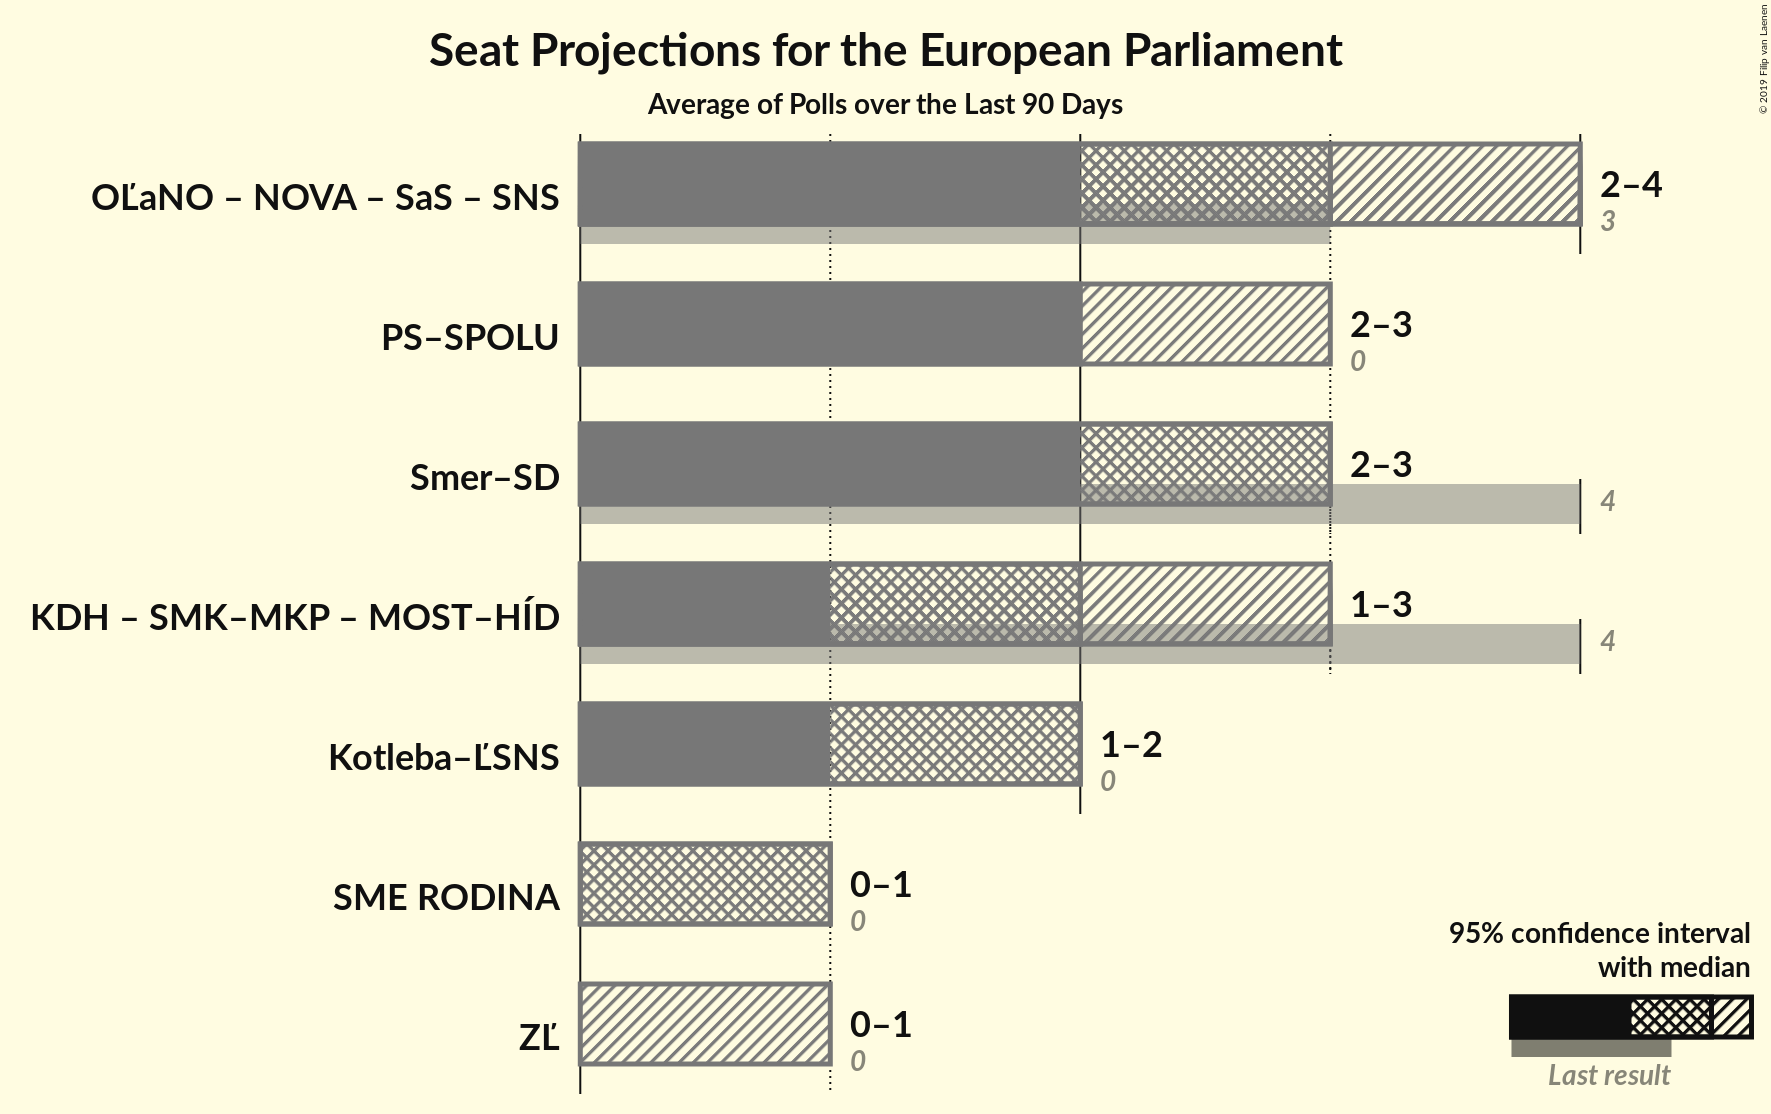 Seat Projections for the European Parliament
Average of Polls over the Last 90 Days
© 2019 Filip van Laenen
OĽaNO – NOVA – SaS – SNS
2–4
3
PS–SPOLU
2–3
0
Smer–SD
2–3
4
KDH – SMK–MKP – MOST–HÍD
1–3
4
Kotleba–ĽSNS
1–2
0
SME RODINA
0–1
0
ZĽ
0–1
0
95% confidence interval
with median
Last result